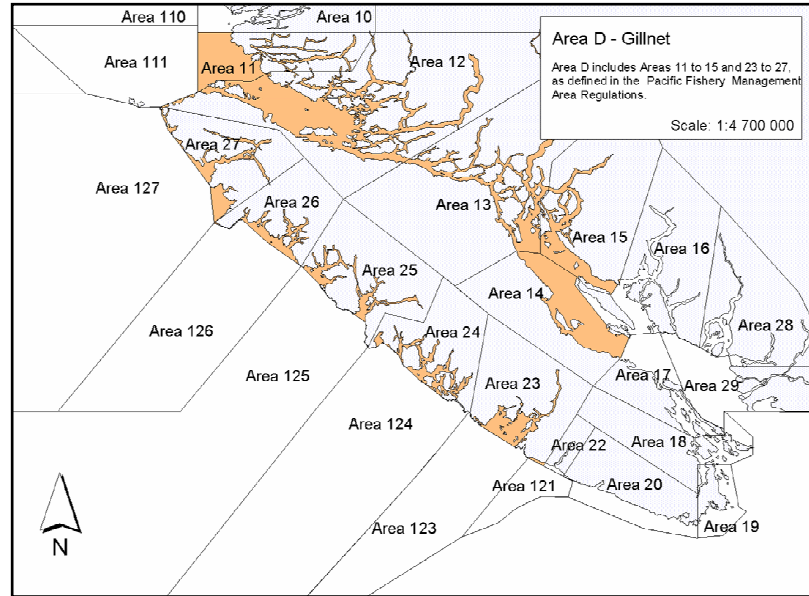 Area 110
Area 10
Area D - Gillnet
Area D includes Areas 11 to 15 and 23 to 27,
as defined in the Pacific Fishery Management
Area Regulations.
Scale: 1:4 700 000
Area 111
Area 11
Area 12
Area 27
Area 127
Area 26
Area 13
Area 15
Area 16
Area 25
Area 14
Area 126
Area 24
Area 28
Area 125
Area 23
Area 17
Area 29
Area 124
Area 22
Area 18
Area 121
Area 20
Area 123
Area 19
N